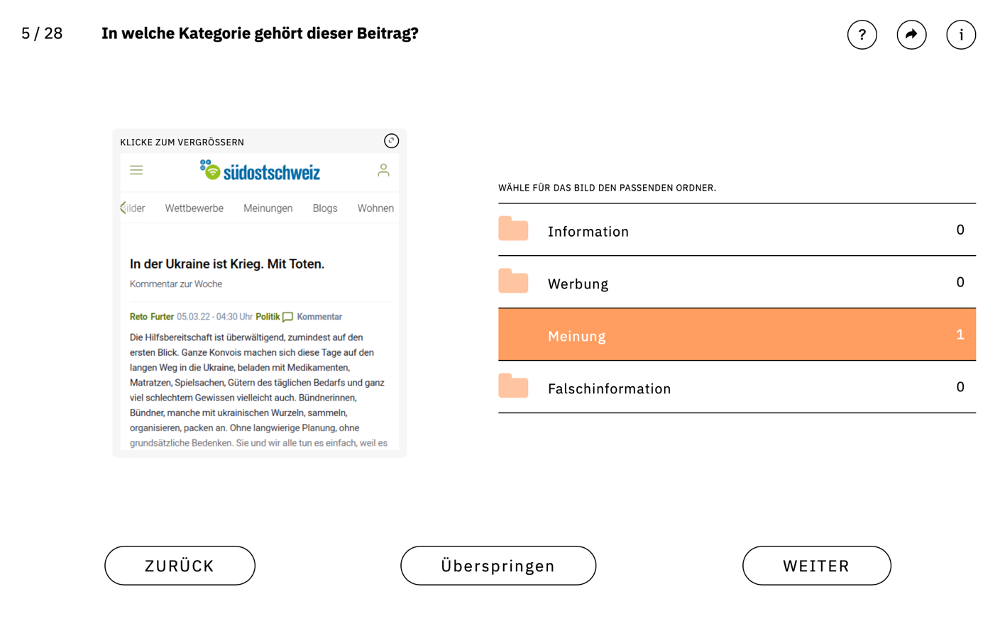 5 / 28
In welche Kategorie gehört dieser Beitrag?
?
i
KLICKE ZUM VERGRÖSSERN
südostschweiz
Bilder Wettbewerbe Meinungen Blogs Wohnen
In der Ukraine ist Krieg. Mit Toten.
Kommentar zur Woche
Reto Furter 05.03.22 - 04:30 Uhr Politik Kommentar
Die Hilfsbereitschaft ist überwältigend, zumindest auf den
ersten Blick. Ganze Konvois machen sich diese Tage auf den
langen Weg in die Ukraine, beladen mit Medikamenten,
Matratzen, Spielsachen, Gütern des täglichen Bedarfs und ganz
viel schlechtem Gewissen vielleicht auch. Bündnerinnen,
Bündner, manche mit ukrainischen Wurzeln, sammeln,
organisieren, packen an. Ohne langwierige Planung, ohne
grundsätzliche Bedenken. Sie und wir alle tun es einfach, weil es
WÄHLE FÜR DAS BILD DEN PASSENDEN ORDNER.
Information 0
Werbung 0
Meinung 1
Falschinformation 0
ZURÜCK
Überspringen
WEITER